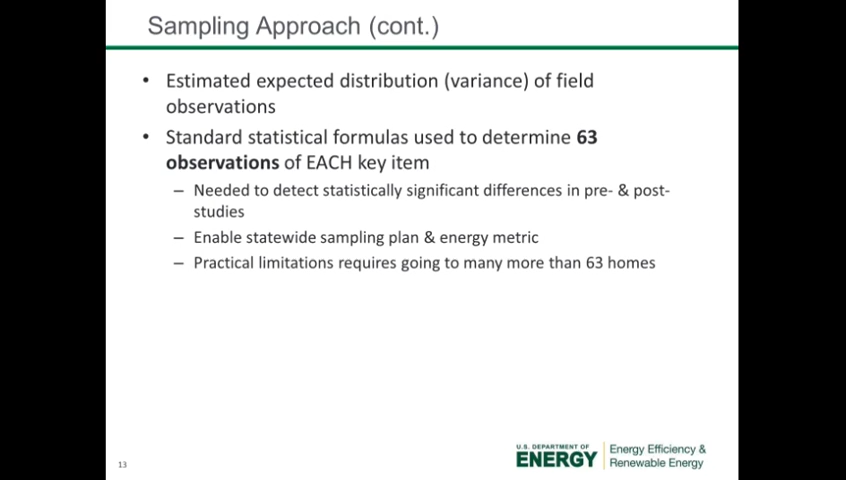 Sampling Approach (cont.)
• Estimated expected distribution (variance) of field
observations
• Standard statistical formulas used to determine 63
observations of EACH key item
– Needed to detect statistically significant differences in pre- & post-
studies
– Enable statewide sampling plan & energy metric
– Practical limitations requires going to many more than 63 homes
13
U.S. DEPARTMENT OF
ENERGY
Energy Efficiency &
Renewable Energy